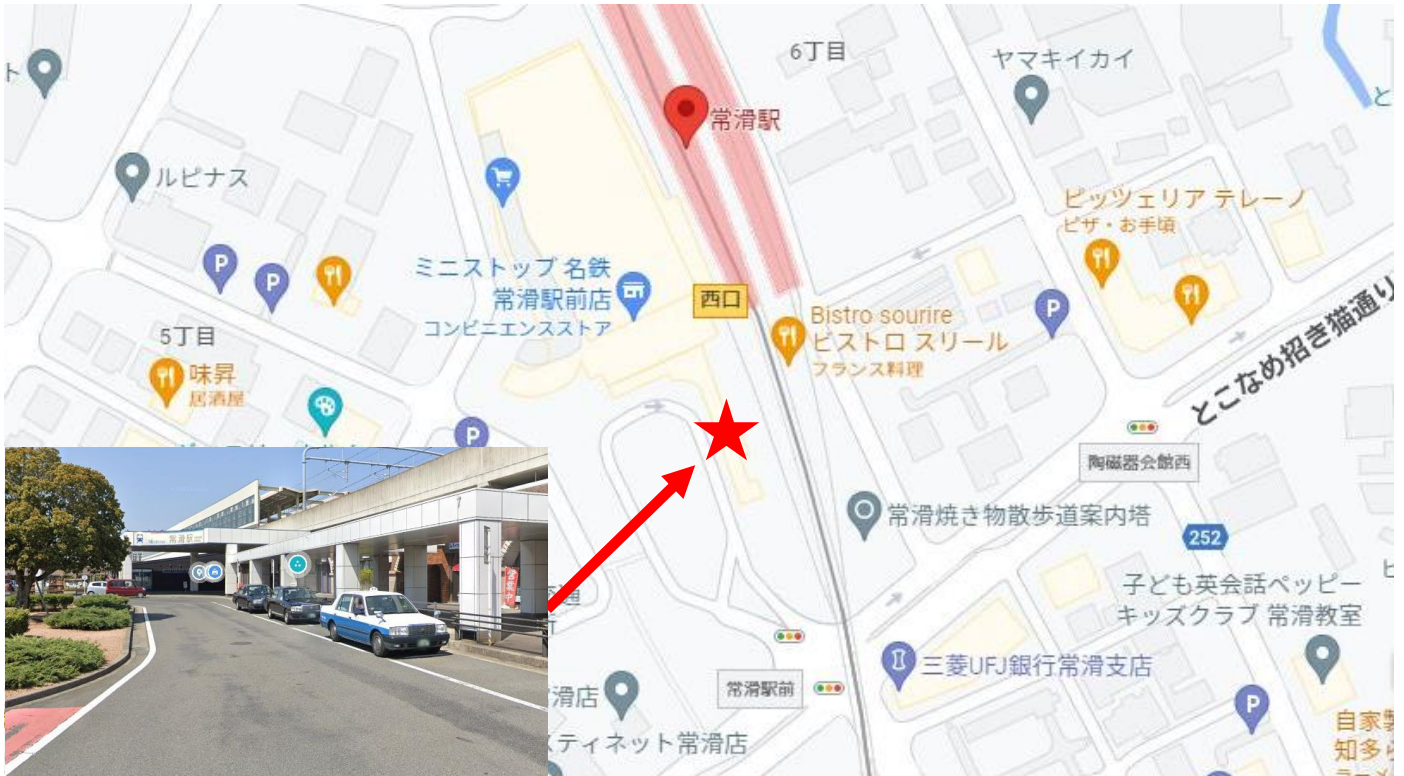 6丁目
ヤマキイカイ
ト
と
常滑駅
ルピナス
P
P
ミニストップ 名鉄
常滑駅前店
コンビニエンスストア
西口
ピッツェリア テレーノ
ピザ・お手頃
P
Bistro sourire
ビストロ スリール
フランス料理
5丁目
味昇
居酒屋
P
とこなめ招き猫通り
陶磁器会館西
常滑焼き物散歩道案内塔
252
子ども英会話ペッピー
キッズクラブ 常滑教室
常滑駅
三菱UFJ銀行常滑支店
滑店
常滑駅前
P
ティネット常滑店
自家製
知多